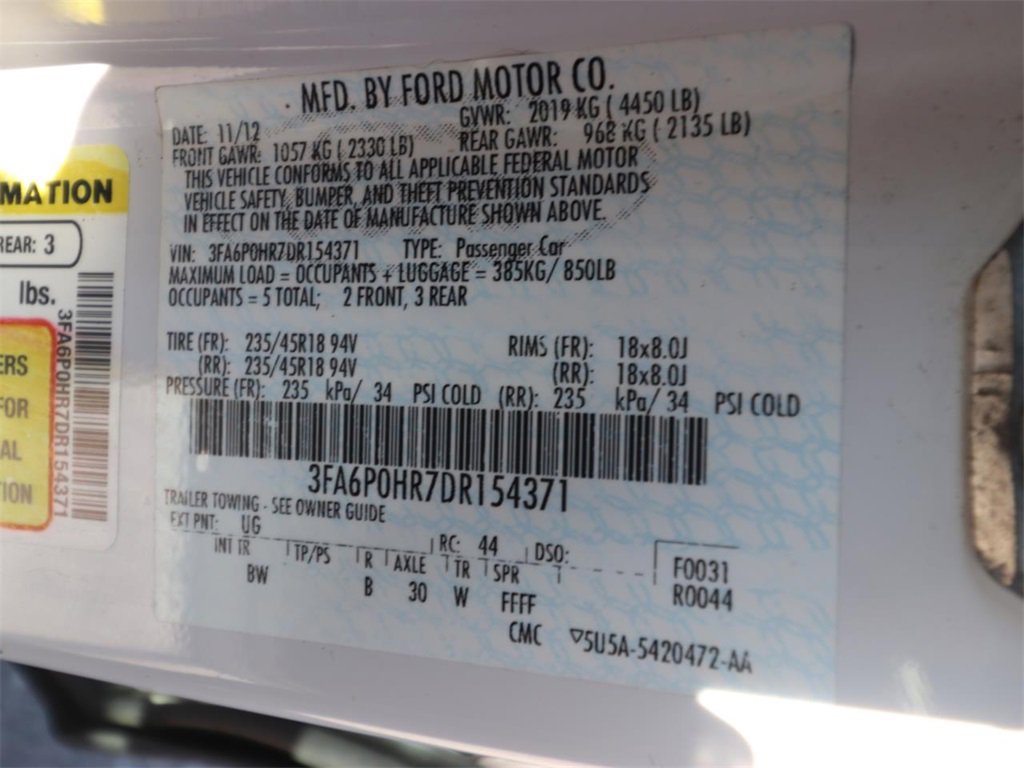 MATION
REAR: 3
lbs.
3FA6P0HR7DR154371
ERS
FOR
AL
TION
MFD. BY FORD MOTOR CO.
DATE: 11/12 GVWR: 2019 KG ( 4450 LB)
FRONT GAWR: 1057 KG ( 2330 LB) REAR GAWR: 968 KG ( 2135 LB)
THIS VEHICLE CONFORMS TO ALL APPLICABLE FEDERAL MOTOR
VEHICLE SAFETY, BUMPER, AND THEFT PREVENTION STANDARDS
IN EFFECT ON THE DATE OF MANUFACTURE SHOWN ABOVE.
VIN: 3FA6P0HR7DR154371 TYPE: Passenger Car
MAXIMUM LOAD = OCCUPANTS + LUGGAGE = 385KG/ 850LB
OCCUPANTS = 5 TOTAL; 2 FRONT, 3 REAR
TIRE (FR): 235/45R18 94V RIMS (FR): 18x8.0J
(RR): 235/45R18 94V (RR): 18x8.0J
PRESSURE (FR): 235 kPa/ 34 PSI COLD (RR): 235 kPa/ 34 PSI COLD
3FA6P0HR7DR154371
TRAILER TOWING - SEE OWNER GUIDE
EXT PNT: UG RC: 44 DSO:
INT TR TP/PS R AXLE TR SPR F0031
BW B 30 W FFFF R0044
CMC ▽5U5A-5420472-AA